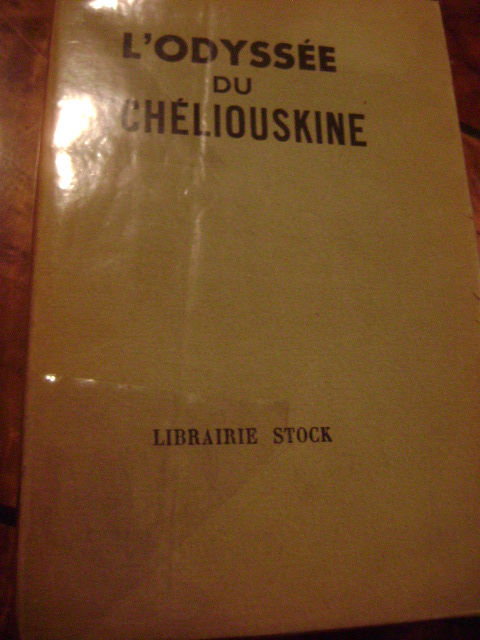 L'ODYSSÉE
DU
CHÉLIOUSKINE
LIBRAIRIE STOCK